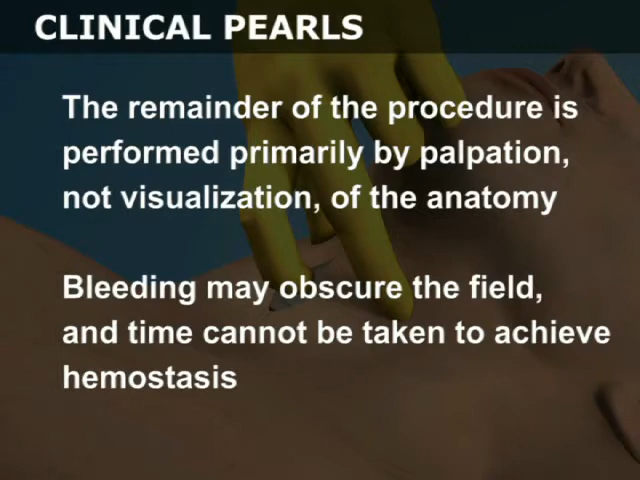 CLINICAL PEARLS
The remainder of the procedure is
performed primarily by palpation,
not visualization, of the anatomy
Bleeding may obscure the field,
and time cannot be taken to achieve
hemostasis